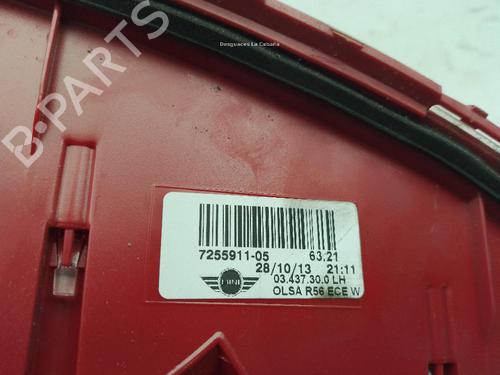 Desguaces La Cabaña
B-PARTS
7255911-05 63.21
28/10/13 21:11
MINI
03.437.30.0 LH
OLSA R56 ECE W